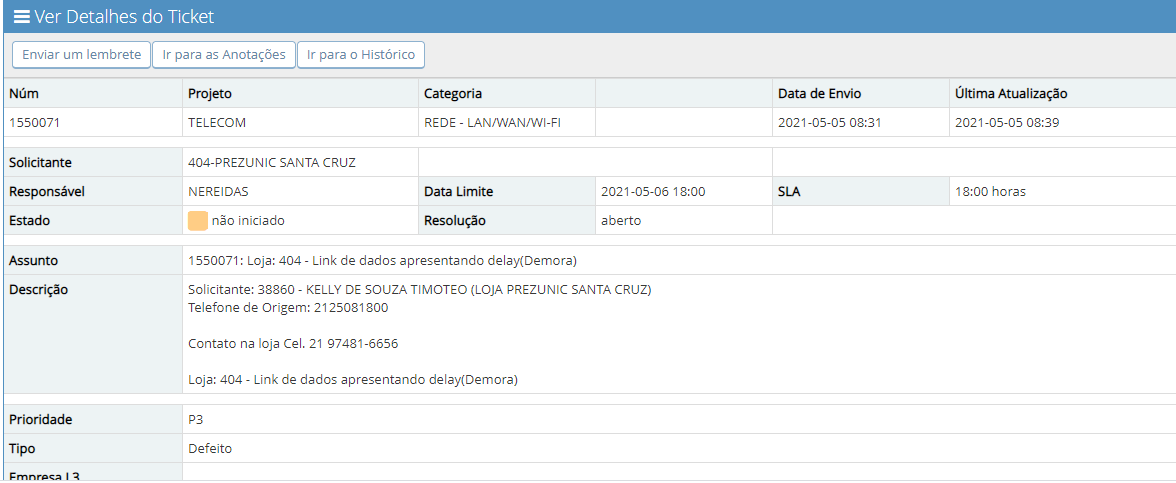 Ver Detalhes do Ticket
Enviar um lembrete Ir para as Anotações Ir para o Histórico
Núm Projeto Categoria Data de Envio Última Atualização
1550071 TELECOM REDE - LAN/WAN/WI-FI 2021-05-05 08:31 2021-05-05 08:39
Solicitante 404-PREZUNIC SANTA CRUZ
Responsável NEREIDAS Data Limite 2021-05-06 18:00 SLA 18:00 horas
Estado não iniciado Resolução aberto
Assunto 1550071: Loja: 404 - Link de dados apresentando delay(Demora)
Descrição Solicitante: 38860 - KELLY DE SOUZA TIMOTEO (LOJA PREZUNIC SANTA CRUZ)
Telefone de Origem: 2125081800
Contato na loja Cel. 21 97481-6656
Loja: 404 - Link de dados apresentando delay(Demora)
Prioridade P3
Tipo Defeito
Empresa L3